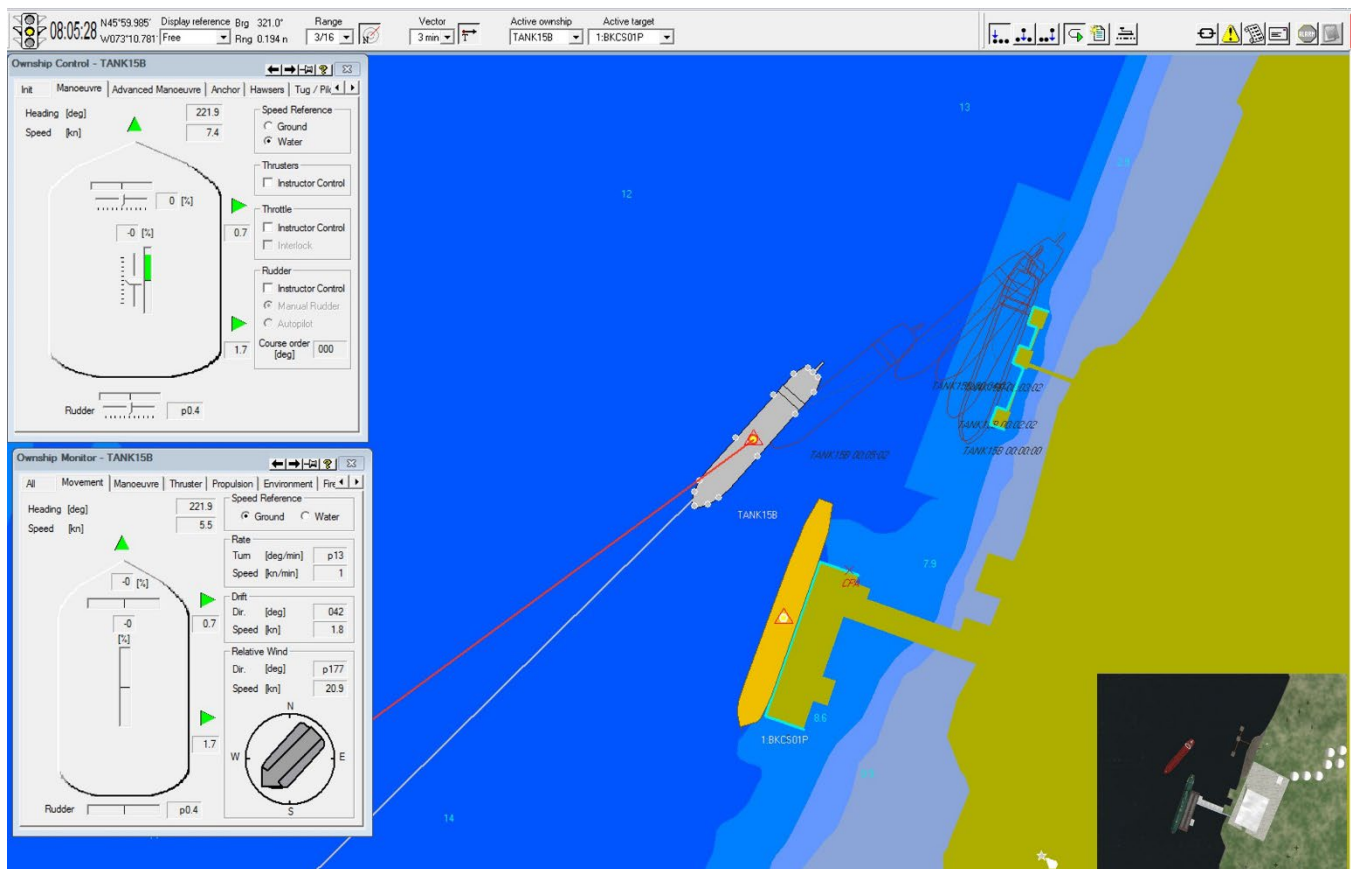 08:05:28
N45°59.985' Display reference Brg 321.0° Range Vector Active ownship Active target
W073°10.781' Free Rng 0.194 n 3/16 3 min TANK15B 1:BKCS01P
Ownship Control - TANK15B
Init Manoeuvre Advanced Manoeuvre Anchor Hawsers Tug / Pile
Heading [deg] 221.9
Speed [kn] 7.4
Speed Reference
Ground
Water
Thrusters
Instructor Control
0 [%]
Throttle
-0 [%]
Instructor Control
0.7
Interlock
Rudder
Instructor Control
Manual Rudder
Autopilot
1.7
Course order [deg] 000
Rudder p0.4
Ownship Monitor - TANK15B
All Movement Manoeuvre Thruster Propulsion Environment Fire
Heading [deg] 221.9
Speed [kn] 5.5
Speed Reference
Ground Water
Rate
Turn [deg/min] p13
Speed [kn/min] 1
-0 [%]
Drift
Dir. [deg] 042
Speed [kn] 1.8
-0
[%]
0.7
Relative Wind
Dir. [deg] p177
Speed [kn] 20.9
N
W E
S
1.7
Rudder p0.4
13
12
TANK15B 00:02:02
TANK15B 00:00:00
TANK15B 00:05:02
TANK15B
7.9
CPA
8.6
1:BKCS01P
14